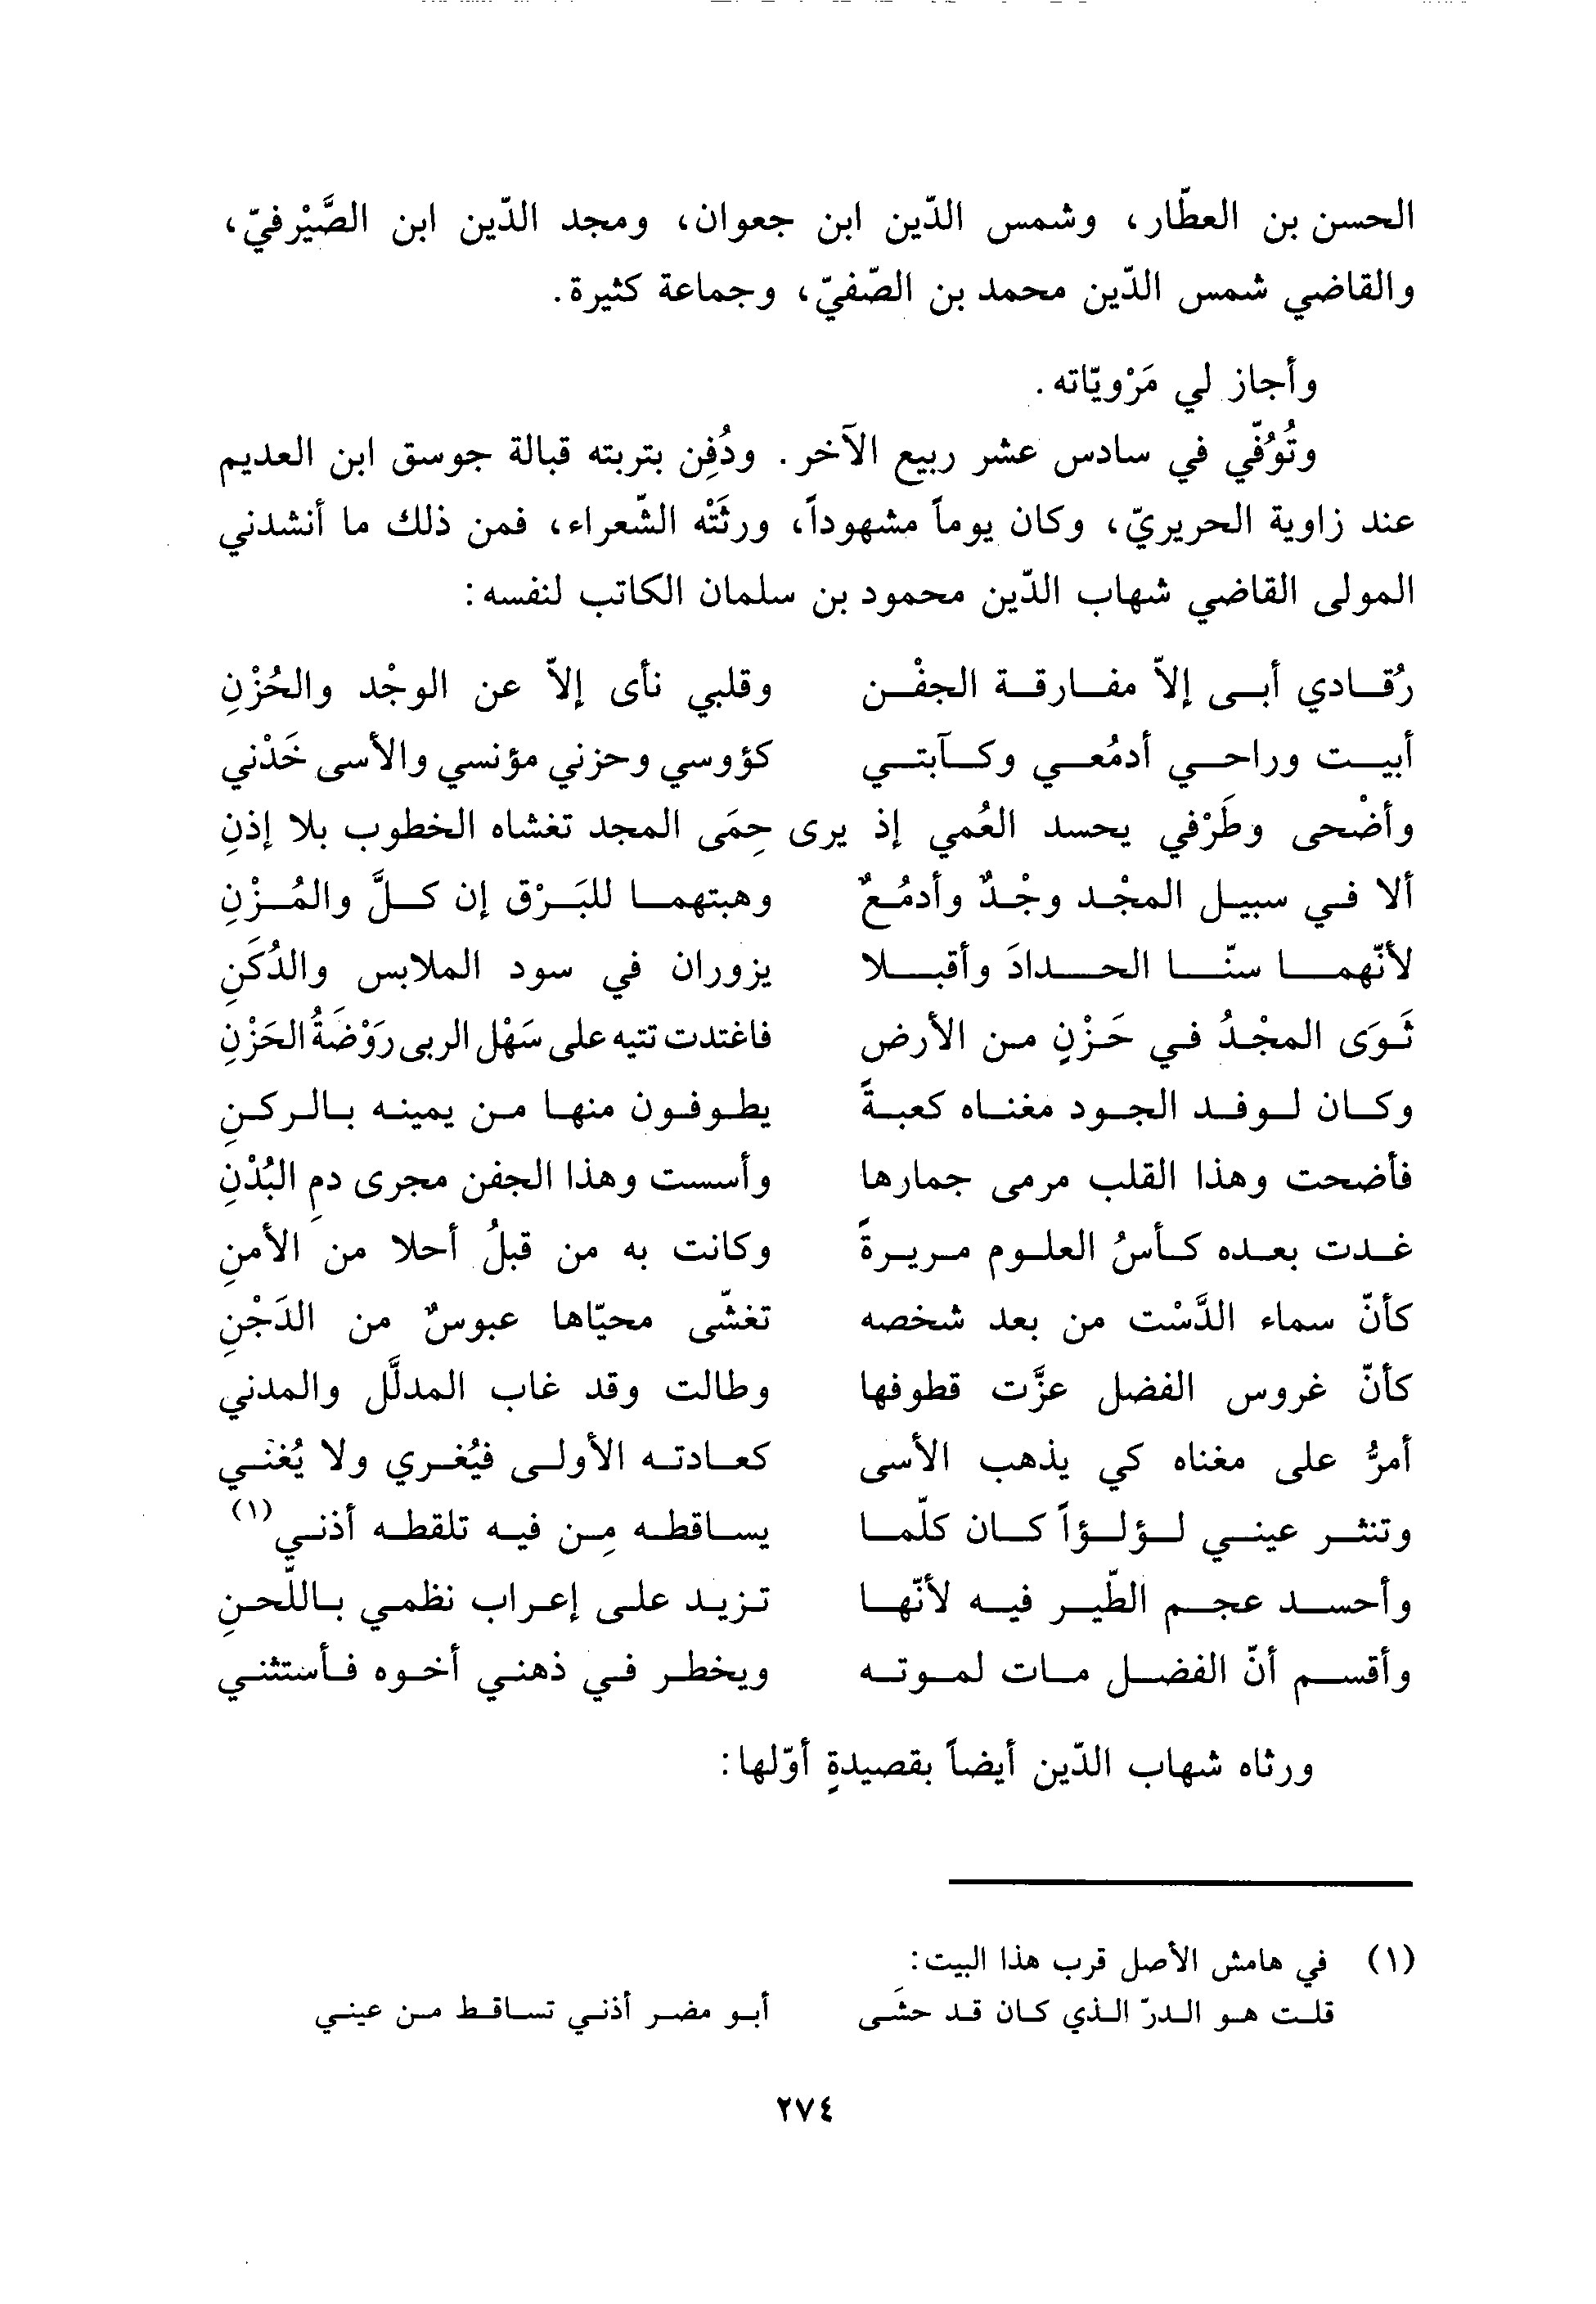 الحسن بن العطّار، وشمس الدّين ابن جعوان، ومجد الدّين ابن الصَّيْرفيّ،
والقاضي شمس الدّين محمد بن الصّفيّ، وجماعة كثيرة.
وأجاز لي مَرْويّاته.
وتُوُفّي في سادس عشر ربيع الآخر. ودُفِن بتربته قبالة جوسق ابن العديم
عند زاوية الحريريّ، وكان يوماً مشهوداً، ورثَتْه الشّعراء، فمن ذلك ما أنشدني
المولى القاضي شهاب الدّين محمود بن سلمان الكاتب لنفسه:
رُقادي أبى إلاّ مفارقة الجفْن وقلبي نأى إلاّ عن الوجْد والحُزْنِ
أبيت وراحي أدمُعي وكآبتي كؤوسي وحزني مؤنسي والأسى خَدْني
وأضْحى وطَرْفي يحسد العُمي إذ يرى حِمَى المجد تغشاه الخطوب بلا إذنِ
ألا في سبيل المجْد وجْدٌ وأدمُعٌ وهبتهما للبَرْق إن كلَّ والمُزْنِ
لأنّهما سنّا الحدادَ وأقبلا يزوران في سود الملابس والدُكَنِ
ثَوَى المجْدُ في حَزْنٍ من الأرض فاغتدت تتيه على سَهْل الربى رَوْضَةُ الحَزْنِ
وكان لوفد الجود مغناه كعبةً يطوفون منها من يمينه بالركنِ
فأضحت وهذا القلب مرمى جمارها وأسست وهذا الجفن مجرى دمِ البُدْنِ
غدت بعده كأسُ العلوم مريرةً وكانت به من قبلُ أحلا من الأمنِ
كأنّ سماء الدَّسْت من بعد شخصه تغشّى محيّاها عبوسٌ من الدَجْنِ
كأنّ غروس الفضل عزَّت قطوفها وطالت وقد غاب المدلَّل والمدني
أمرُّ على مغناه كي يذهب الأسى كعادته الأولى فيُغري ولا يُغني
وتنثر عيني لؤلؤاً كان كلّما يساقطه مِن فيه تلقطه أذني(١)
وأحسد عجم الطّير فيه لأنّها تزيد على إعراب نظمي باللّحنِ
وأقسم أنّ الفضل مات لموته ويخطر في ذهني أخوه فأستثني
ورثاه شهاب الدّين أيضاً بقصيدةٍ أوّلها:
(١) في هامش الأصل قرب هذا البيت:
قلت هو الدرّ الذي كان قد حشَى أبو مضر أذني تساقط من عيني
٢٧٤